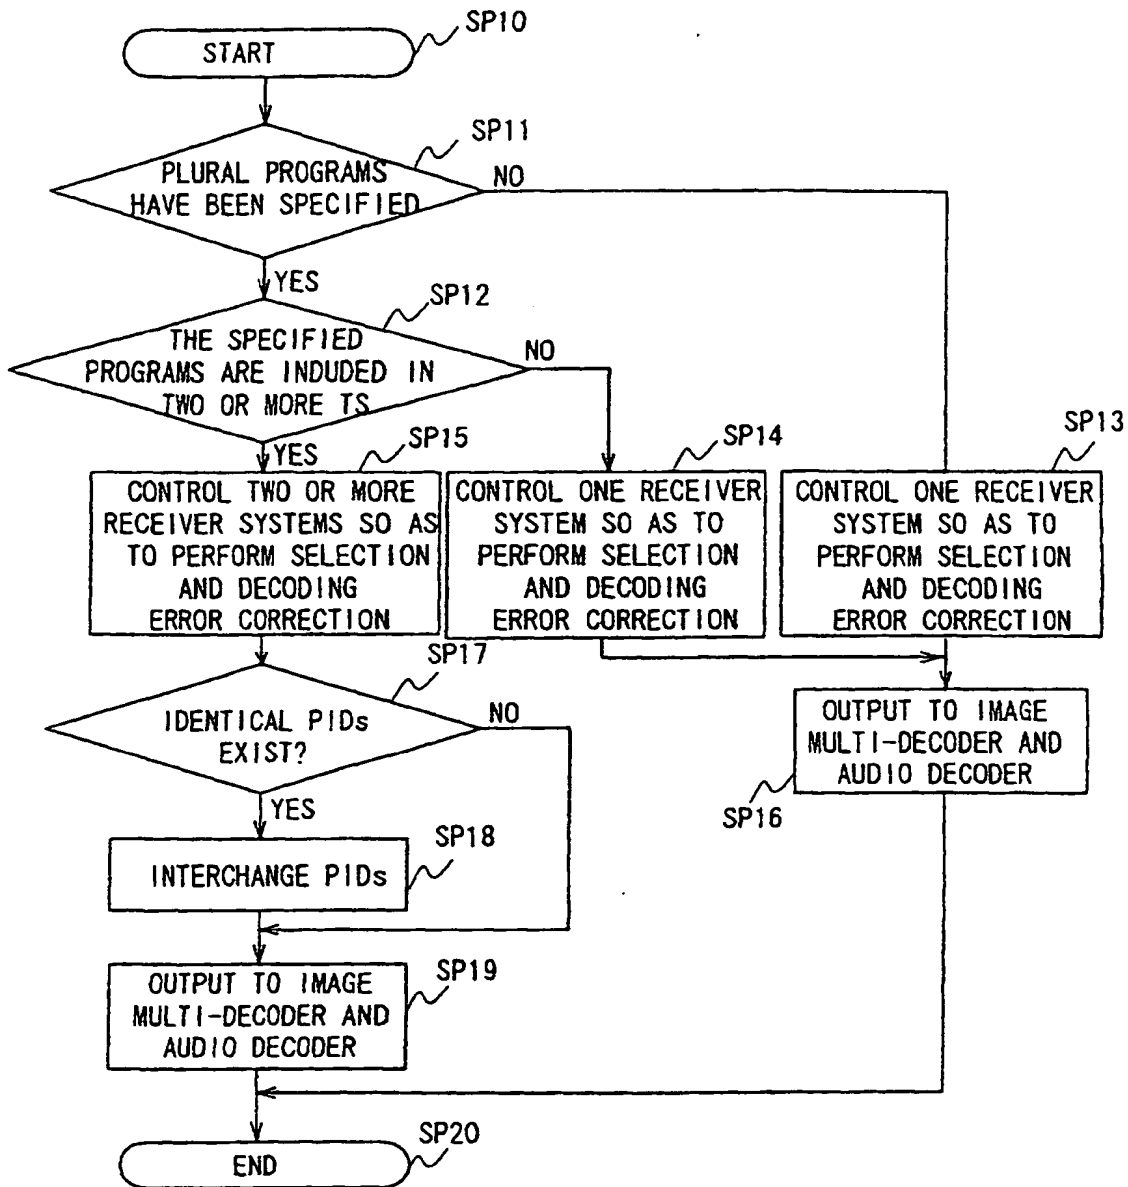 SP10
START
SP11
PLURAL PROGRAMS
HAVE BEEN SPECIFIED
NO
YES
SP12
THE SPECIFIED
PROGRAMS ARE INDUDED IN
TWO OR MORE TS
NO
YES
SP15
SP14
SP13
CONTROL TWO OR MORE
RECEIVER SYSTEMS SO AS
TO PERFORM SELECTION
AND DECODING
ERROR CORRECTION
CONTROL ONE RECEIVER
SYSTEM SO AS TO
PERFORM SELECTION
AND DECODING
ERROR CORRECTION
CONTROL ONE RECEIVER
SYSTEM SO AS TO
PERFORM SELECTION
AND DECODING
ERROR CORRECTION
SP17
IDENTICAL PIDs
EXIST?
NO
YES
OUTPUT TO IMAGE
MULTI-DECODER AND
AUDIO DECODER
SP16
SP18
INTERCHANGE PIDs
SP19
OUTPUT TO IMAGE
MULTI-DECODER AND
AUDIO DECODER
SP20
END